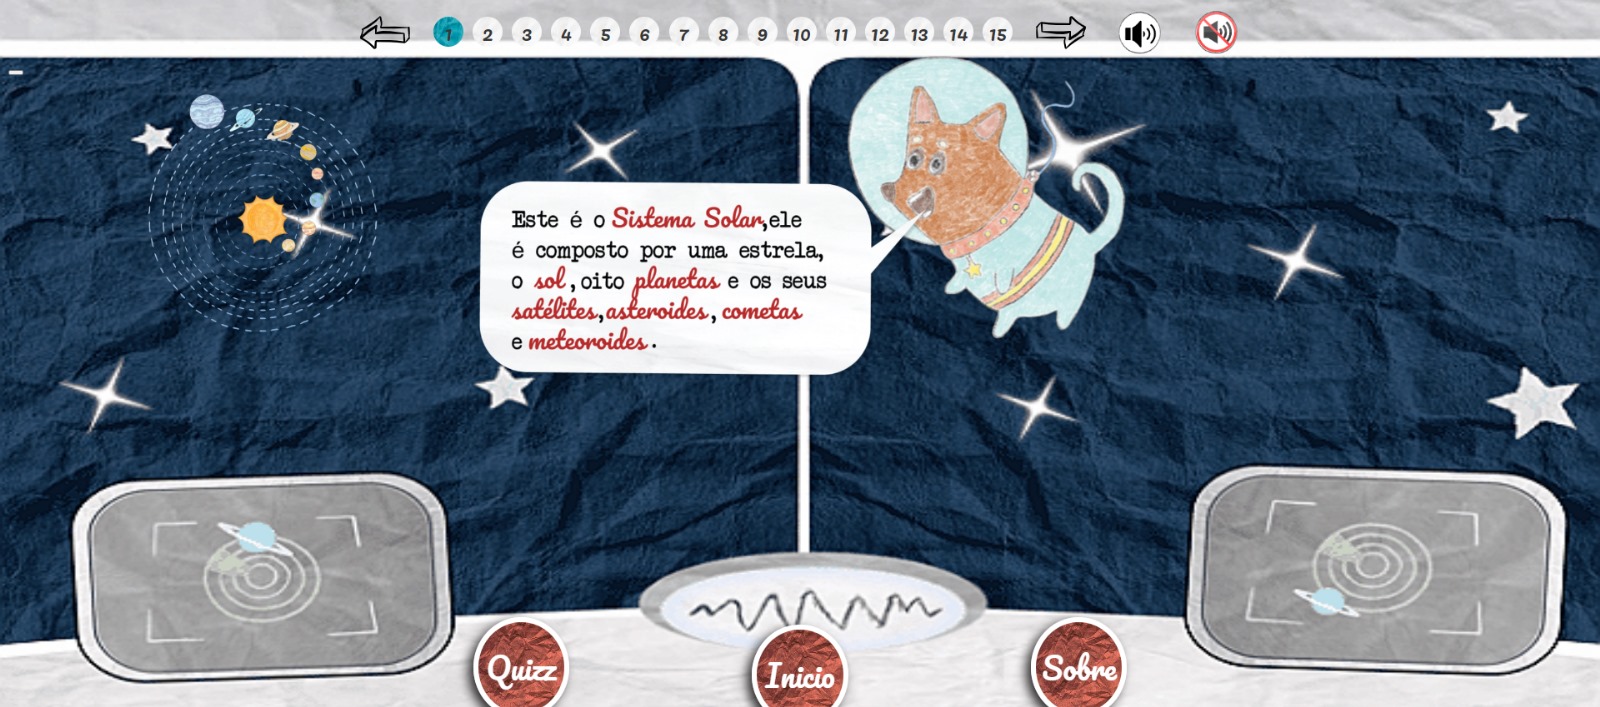 1 2 3 4 5 6 7 8 9 10 11 12 13 14 15
Este é o Sistema Solar,ele
é composto por uma estrela,
o sol, oito planetas e os seus
satélites, asteroides, cometas
e meteoroides.
Quizz
Inicio
Sobre